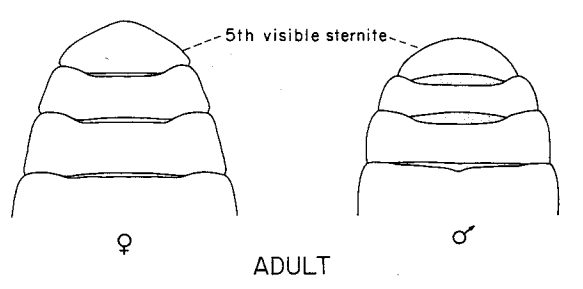 5th visible sternite
♀ ♂
ADULT